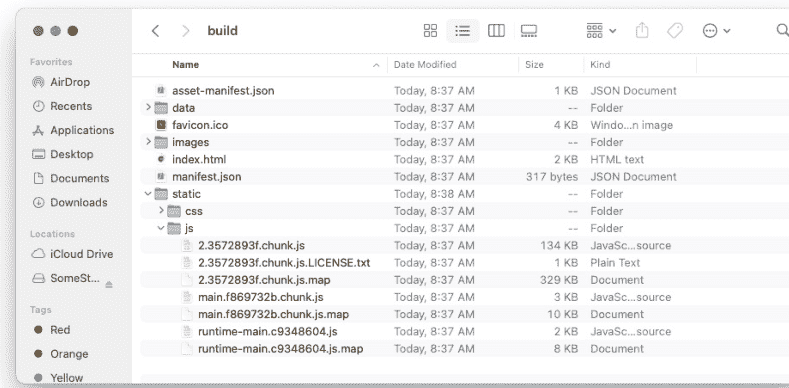 build
Favorites
AirDrop
Recents
Applications
Desktop
Documents
Downloads
Locations
iCloud Drive
SomeSt...
Tags
Red
Orange
Yellow
Name Date Modified Size Kind
asset-manifest.json Today, 8:37 AM 1 KB JSON Document
data Today, 8:37 AM -- Folder
favicon.ico Today, 8:37 AM 4 KB Windo...n image
images Today, 8:37 AM -- Folder
index.html Today, 8:37 AM 2 KB HTML text
manifest.json Today, 8:37 AM 317 bytes JSON Document
static Today, 8:38 AM -- Folder
css Today, 8:37 AM -- Folder
js Today, 8:37 AM -- Folder
2.3572893f.chunk.js Today, 8:37 AM 134 KB JavaSc...source
2.3572893f.chunk.js.LICENSE.txt Today, 8:37 AM 1 KB Plain Text
2.3572893f.chunk.js.map Today, 8:37 AM 329 KB Document
main.f869732b.chunk.js Today, 8:37 AM 3 KB JavaSc...source
main.f869732b.chunk.js.map Today, 8:37 AM 10 KB Document
runtime-main.c9348604.js Today, 8:37 AM 2 KB JavaSc...source
runtime-main.c9348604.js.map Today, 8:37 AM 8 KB Document